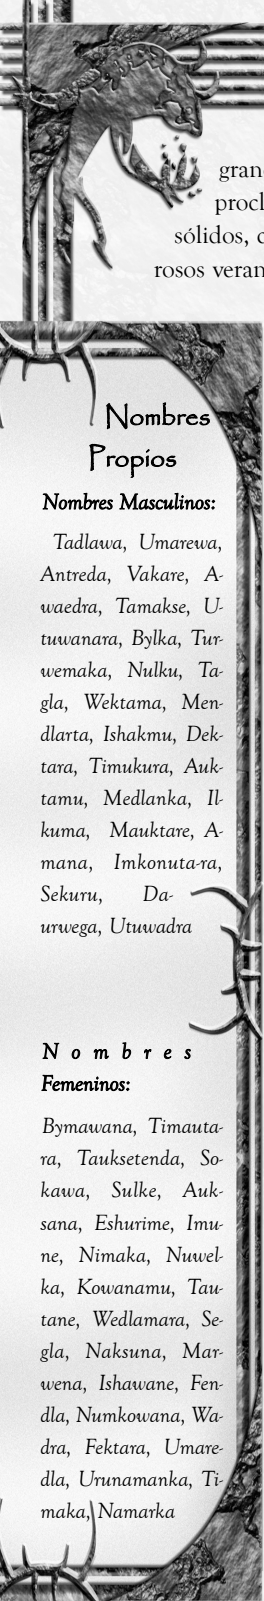 gran
procl
sólidos, c
rosos veran
Nombres
Propios
Nombres Masculinos:
Tadlawa, Umarewa,
Antreda, Vakare, A-
waedra, Tamakse, U-
tuwanara, Bylka, Tur-
wemaka, Nulku, Ta-
gla, Wektama, Men-
dlarta, Ishakmu, Dek-
tara, Timukura, Auk-
tamu, Medlanka, Il-
kuma, Mauktare, A-
mana, Imkonuta-ra,
Sekuru, Da-
urwega, Utuwadra
Nombres
Femeninos:
Bymawana, Timauta-
ra, Tauksetenda, So-
kawa, Sulke, Auk-
sana, Eshurime, Imu-
ne, Nimaka, Nuwel-
ka, Kowanamu, Tau-
tane, Wedlamara, Se-
gla, Naksuna, Mar-
wena, Ishawane, Fen-
dla, Numkowana, Wa-
dra, Fektara, Umare-
dla, Urunamanka, Ti-
maka, Namarka